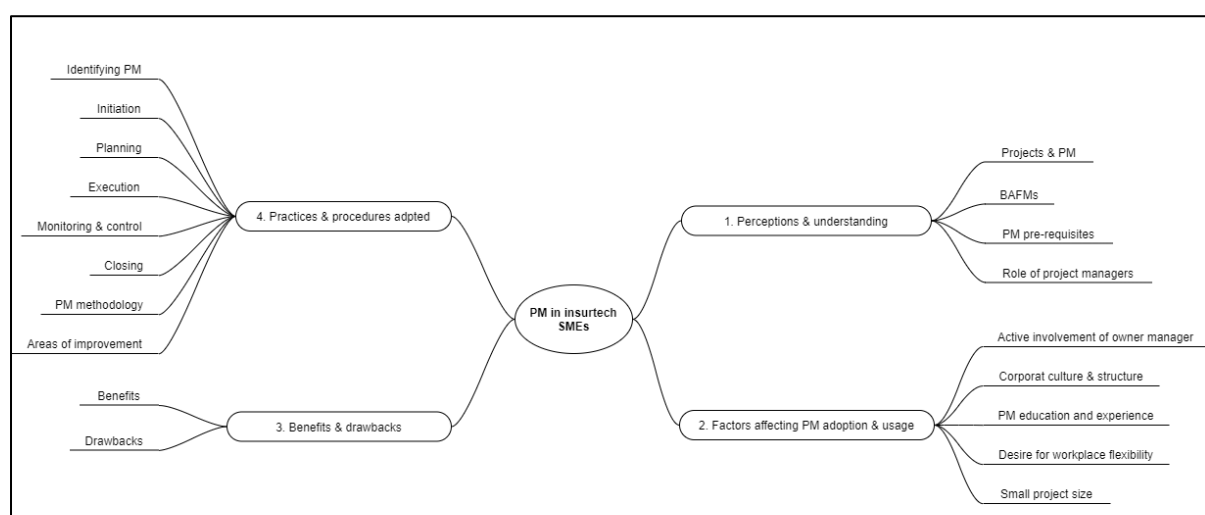 PM in insurtech
SMEs
1. Perceptions & understanding
Projects & PM
BAFMs
PM pre-requisites
Role of project managers
2. Factors affecting PM adoption & usage
Active involvement of owner manager
Corporat culture & structure
PM education and experience
Desire for workplace flexibility
Small project size
3. Benefits & drawbacks
Benefits
Drawbacks
4. Practices & procedures adpted
Identifying PM
Initiation
Planning
Execution
Monitoring & control
Closing
PM methodology
Areas of improvement